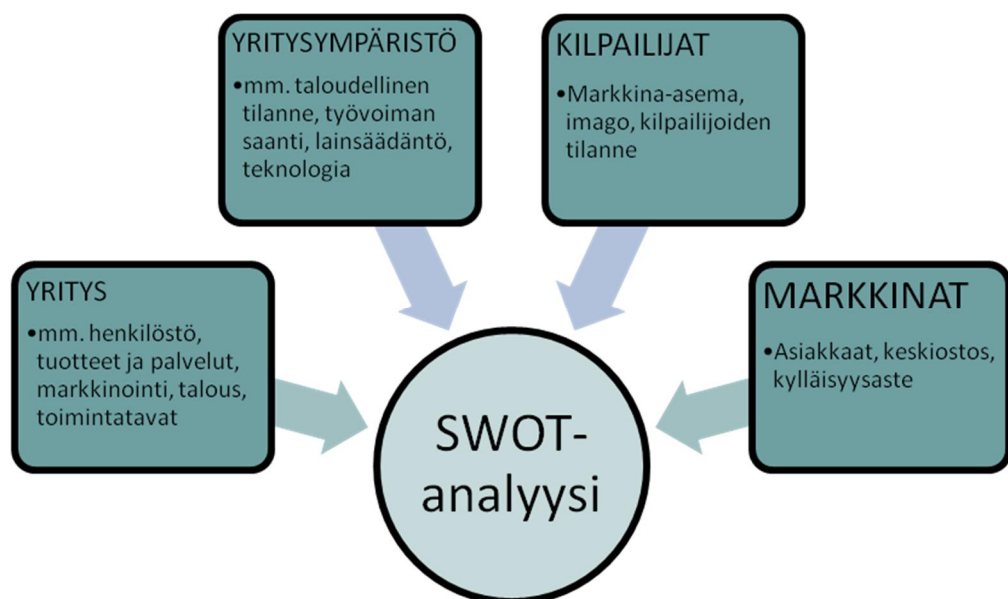 YRITYSYMPÄRISTÖ
•mm. taloudellinen
tilanne, työvoiman
saanti, lainsäädäntö,
teknologia
KILPAILIJAT
•Markkina-asema,
imago, kilpailijoiden
tilanne
YRITYS
•mm. henkilöstö,
tuotteet ja palvelut,
markkinointi, talous,
toimintatavat
MARKKINAT
•Asiakkaat, keskiostos,
kylläisyysaste
SWOT-
analyysi